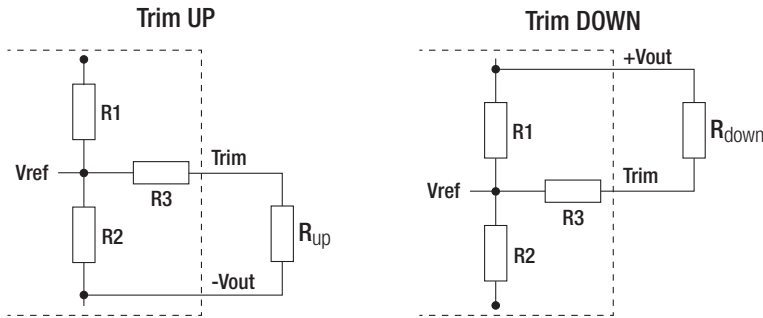 Trim UP
R1
Trim
Vref
R3
R2
Rup
-Vout
Trim DOWN
+Vout
R1
Rdown
Trim
Vref
R3
R2